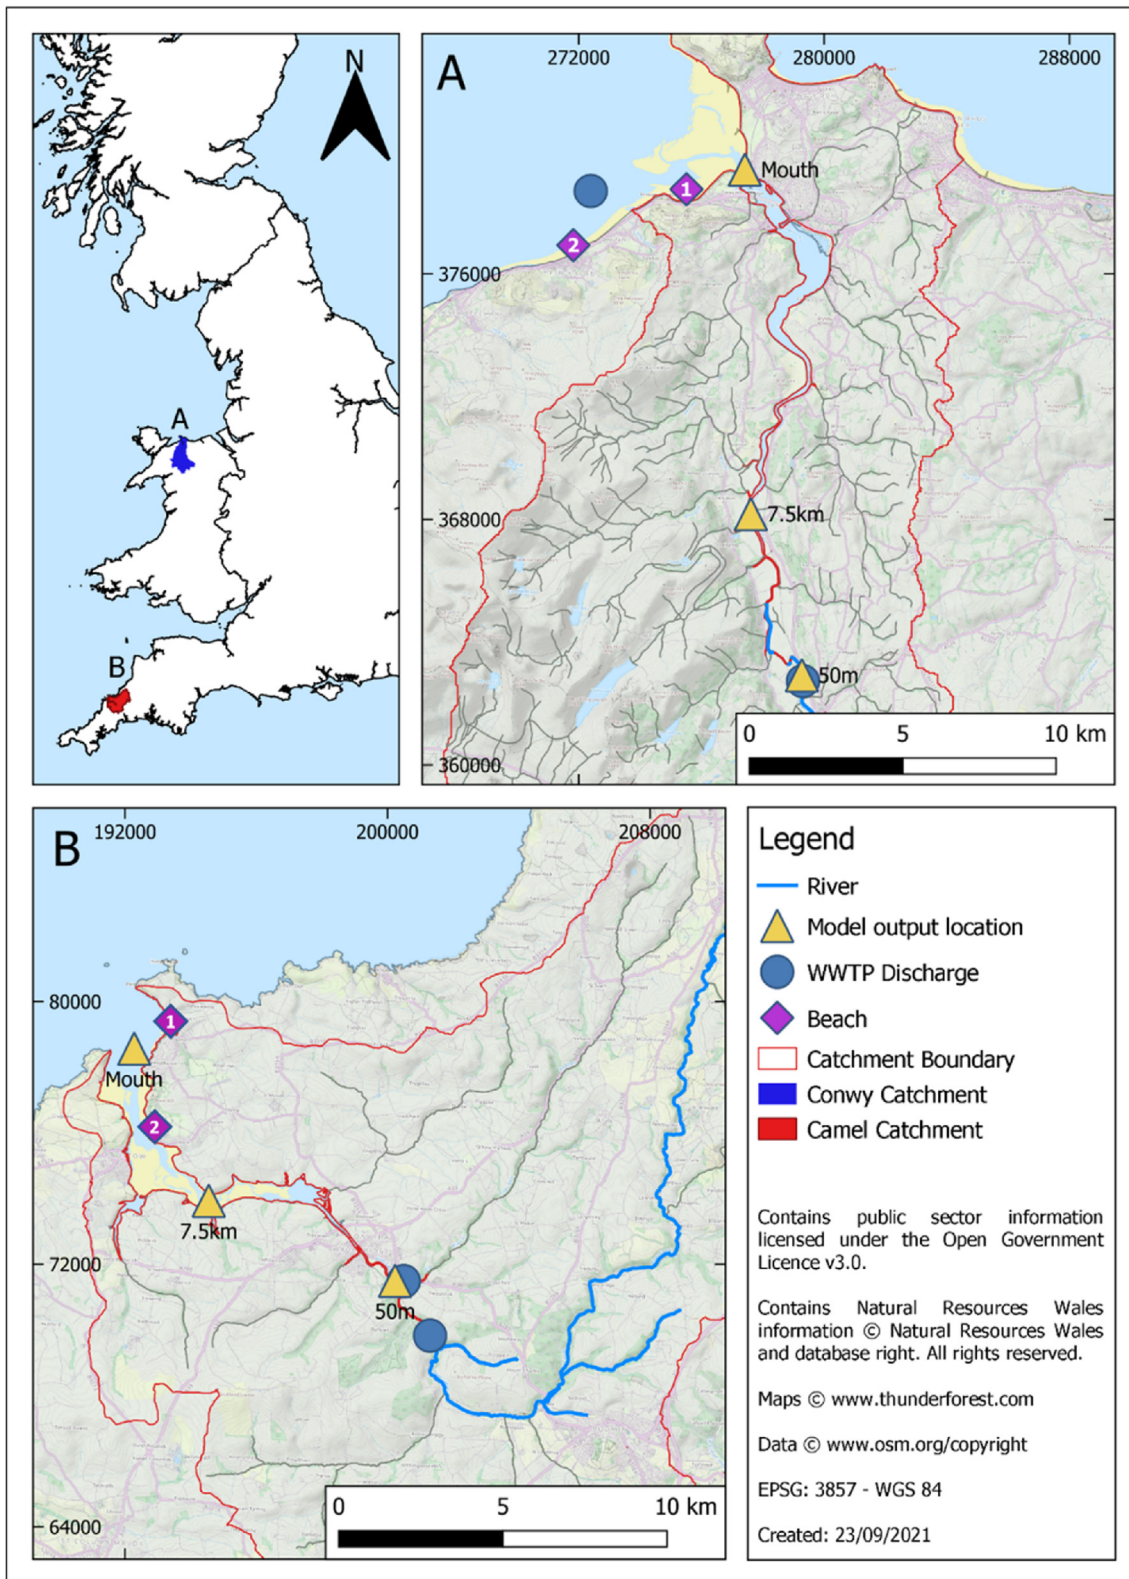 N
A
B
A
272000
280000
288000
Mouth
1
2
376000
7.5km
368000
50m
360000
0 5 10 km
B
192000
200000
208000
80000
1
Mouth
2
7.5km
72000
50m
64000
0 5 10 km
Legend
River
Model output location
WWTP Discharge
Beach
Catchment Boundary
Conwy Catchment
Camel Catchment
Contains public sector information
licensed under the Open Government
Licence v3.0.
Contains Natural Resources Wales
information © Natural Resources Wales
and database right. All rights reserved.
Maps © www.thunderforest.com
Data © www.osm.org/copyright
EPSG: 3857 - WGS 84
Created: 23/09/2021